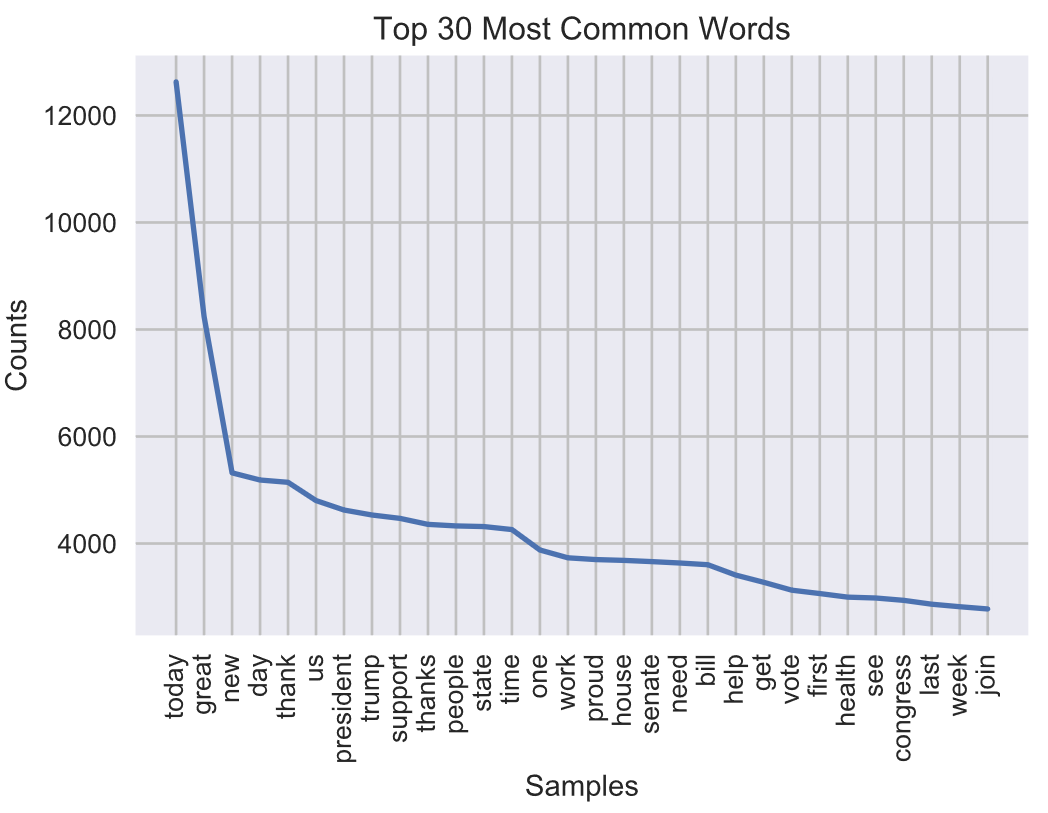 Top 30 Most Common Words
12000
10000
8000
6000
4000
Counts
today
great
new
day
thank
us
president
trump
support
thanks
people
state
time
one
work
proud
house
senate
need
bill
help
get
vote
first
health
see
congress
last
week
join
Samples